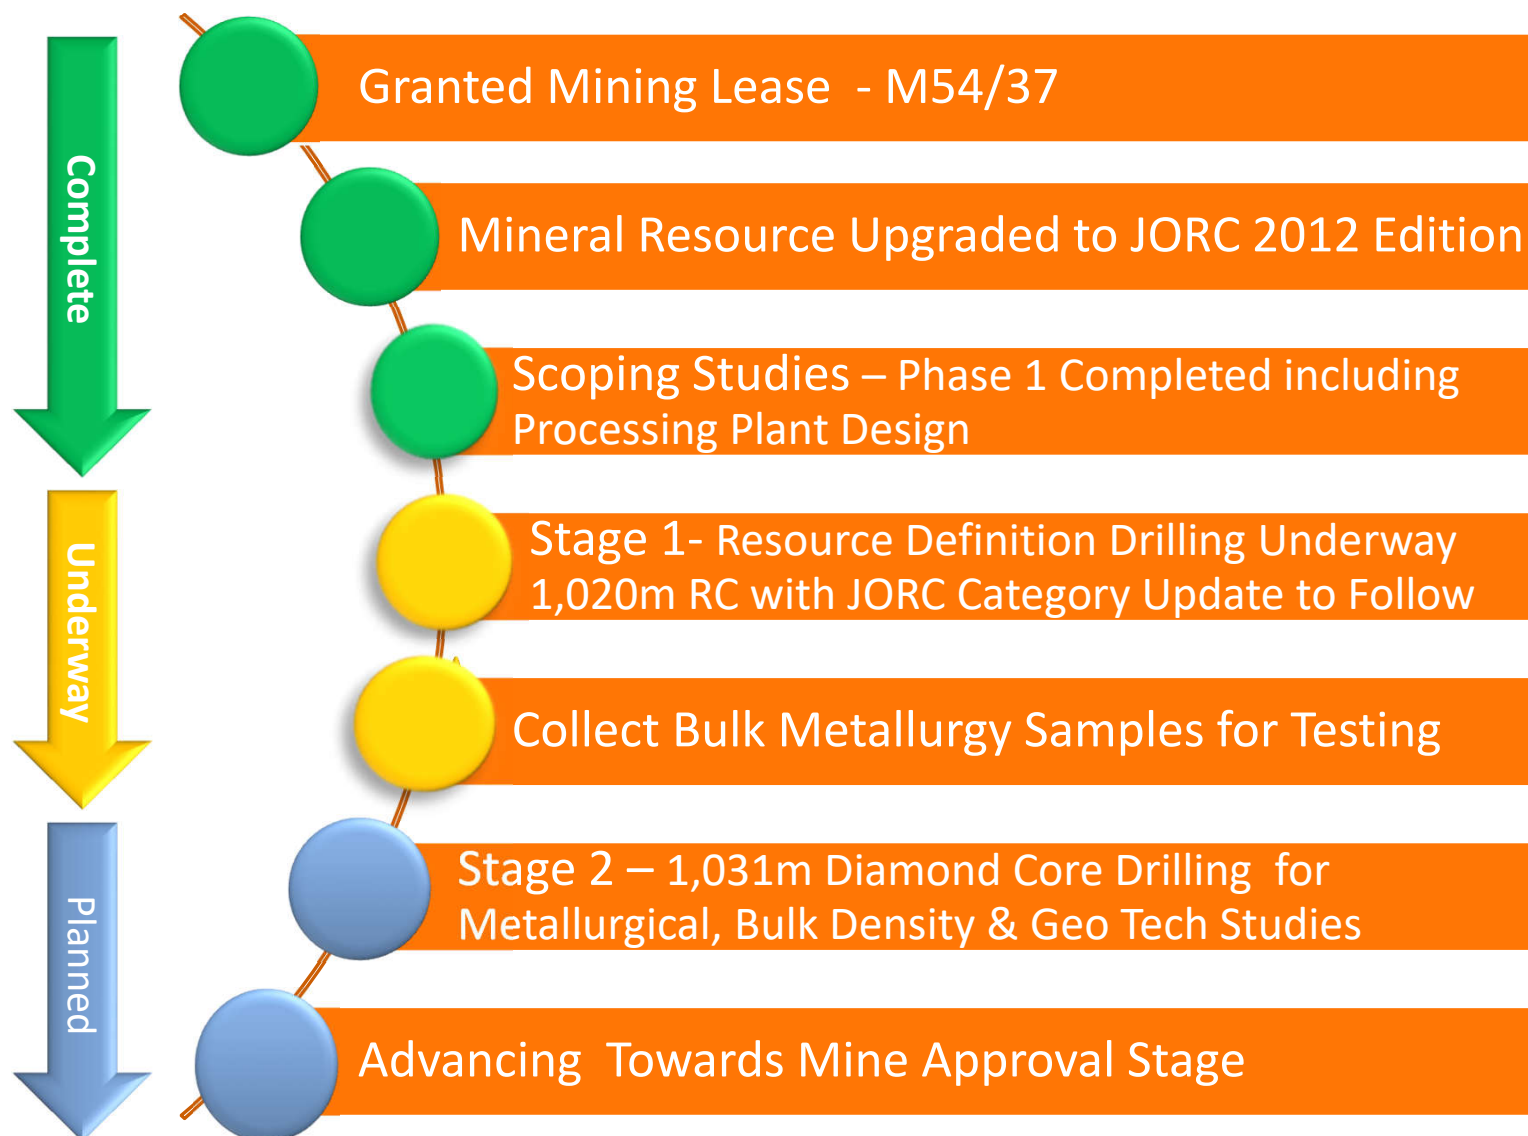 Complete
Underway
Planned
Granted Mining Lease  - M54/37
Mineral Resource Upgraded to JORC 2012 Edition
Scoping Studies – Phase 1 Completed including
Processing Plant Design
Stage 1- Resource Definition Drilling Underway
1,020m RC with JORC Category Update to Follow
Collect Bulk Metallurgy Samples for Testing
Stage 2 – 1,031m Diamond Core Drilling  for
Metallurgical, Bulk Density & Geo Tech Studies
Advancing  Towards Mine Approval Stage